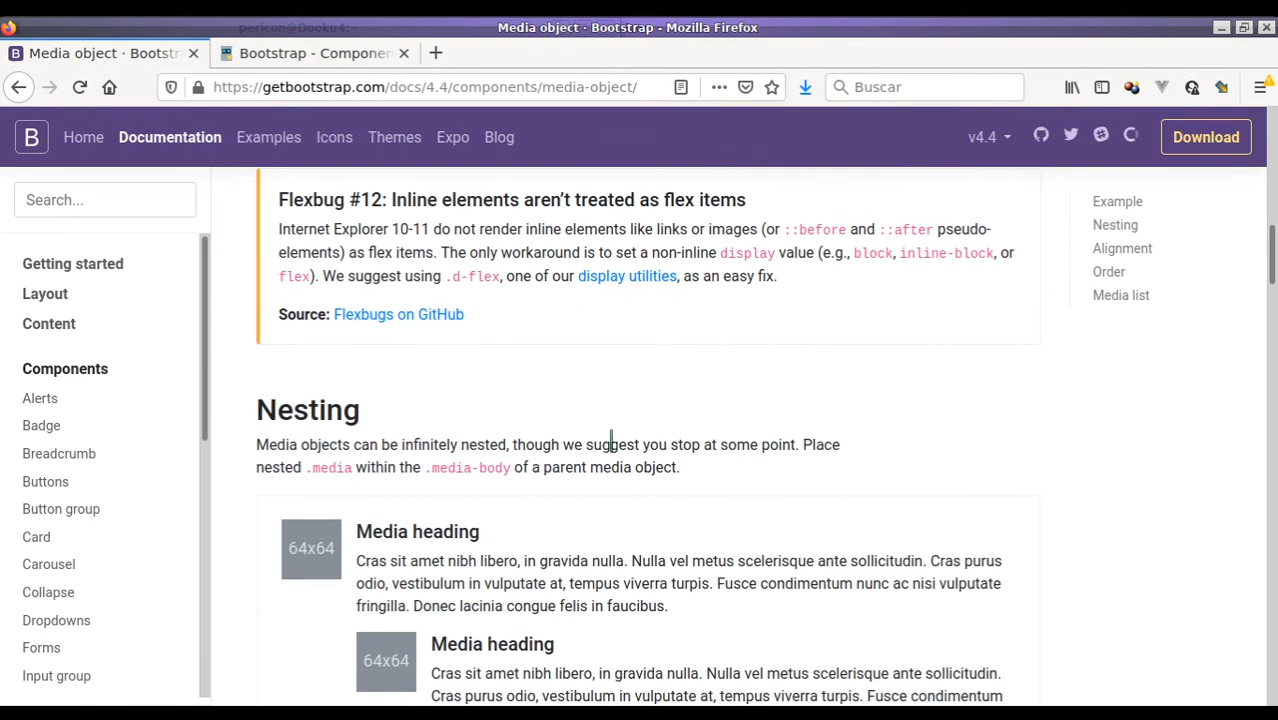 pericon@Dooku4:~
Media object · Bootstrap - Mozilla Firefox
Media object · Bootstr
Bootstrap - Componen
https://getbootstrap.com/docs/4.4/components/media-object/
Buscar
B Home Documentation Examples Icons Themes Expo Blog v4.4 Download
Search...
Getting started
Layout
Content
Components
Alerts
Badge
Breadcrumb
Buttons
Button group
Card
Carousel
Collapse
Dropdowns
Forms
Input group
Flexbug #12: Inline elements aren’t treated as flex items
Internet Explorer 10-11 do not render inline elements like links or images (or ::before and ::after pseudo-
elements) as flex items. The only workaround is to set a non-inline display value (e.g., block, inline-block, or
flex). We suggest using .d-flex, one of our display utilities, as an easy fix.
Source: Flexbugs on GitHub
Nesting
Media objects can be infinitely nested, though we suggest you stop at some point. Place
nested .media within the .media-body of a parent media object.
64x64
Media heading
Cras sit amet nibh libero, in gravida nulla. Nulla vel metus scelerisque ante sollicitudin. Cras purus
odio, vestibulum in vulputate at, tempus viverra turpis. Fusce condimentum nunc ac nisi vulputate
fringilla. Donec lacinia congue felis in faucibus.
64x64
Media heading
Cras sit amet nibh libero, in gravida nulla. Nulla vel metus scelerisque ante sollicitudin.
Cras purus odio, vestibulum in vulputate at, tempus viverra turpis. Fusce condimentum
Example
Nesting
Alignment
Order
Media list